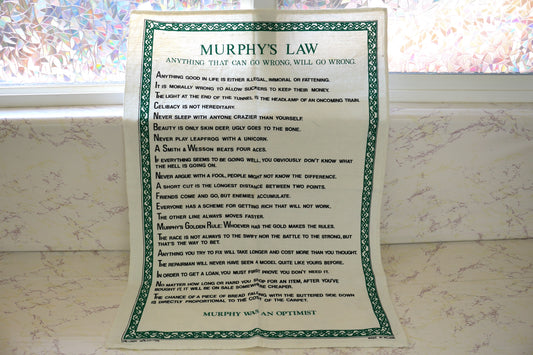 MURPHY'S LAW
ANYTHING THAT CAN GO WRONG, WILL GO WRONG.
ANYTHING GOOD IN LIFE IS EITHER ILLEGAL, IMMORAL OR FATTENING.
IT IS MORALLY WRONG TO ALLOW SUCKERS TO KEEP THEIR MONEY.
THE LIGHT AT THE END OF THE TUNNEL IS THE HEADLAMP OF AN ONCOMING TRAIN.
CELIBACY IS NOT HEREDITARY.
NEVER SLEEP WITH ANYONE CRAZIER THAN YOURSELF.
BEAUTY IS ONLY SKIN DEEP, UGLY GOES TO THE BONE.
NEVER PLAY LEAPFROG WITH A UNICORN.
A SMITH & WESSON BEATS FOUR ACES.
IF EVERYTHING SEEMS TO BE GOING WELL, YOU OBVIOUSLY DON'T KNOW WHAT
THE HELL IS GOING ON.
NEVER ARGUE WITH A FOOL, PEOPLE MIGHT NOT KNOW THE DIFFERENCE.
A SHORT CUT IS THE LONGEST DISTANCE BETWEEN TWO POINTS.
FRIENDS COME AND GO, BUT ENEMIES ACCUMULATE.
EVERYONE HAS A SCHEME FOR GETTING RICH THAT WILL NOT WORK.
THE OTHER LINE ALWAYS MOVES FASTER.
MURPHY'S GOLDEN RULE: WHOEVER HAS THE GOLD MAKES THE RULES.
THE RACE IS NOT ALWAYS TO THE SWIFT NOR THE BATTLE TO THE STRONG, BUT
THAT'S THE WAY TO BET.
ANYTHING YOU TRY TO FIX WILL TAKE LONGER AND COST MORE THAN YOU THOUGHT.
THE REPAIRMAN WILL NEVER HAVE BEEN A MODEL QUITE LIKE YOURS BEFORE.
IN ORDER TO GET A LOAN, YOU MUST FIRST PROVE YOU DON'T NEED IT.
NO MATTER HOW LONG OR HARD YOU SHOP FOR AN ITEM, AFTER YOU'VE
BOUGHT IT, IT WILL BE ON SALE SOMEWHERE CHEAPER.
THE CHANCE OF A PIECE OF BREAD FALLING WITH THE BUTTERED SIDE DOWN
IS DIRECTLY PROPORTIONAL TO THE COST OF THE CARPET.
MURPHY WAS AN OPTIMIST